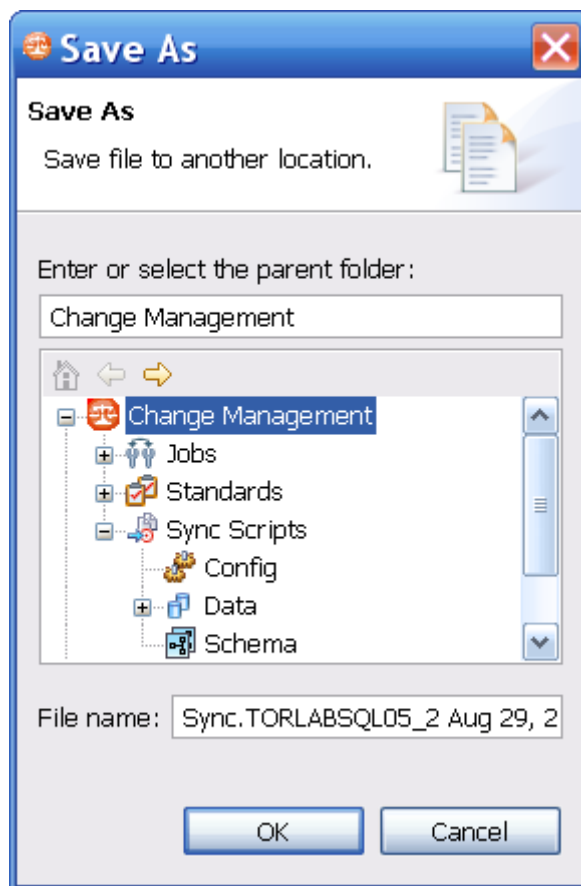 Save As
Save As
Save file to another location.
Enter or select the parent folder:
Change Management
Change Management
Jobs
Standards
Sync Scripts
Config
Data
Schema
File name: Sync.TORLABSQL05_2 Aug 29, 2
OK Cancel